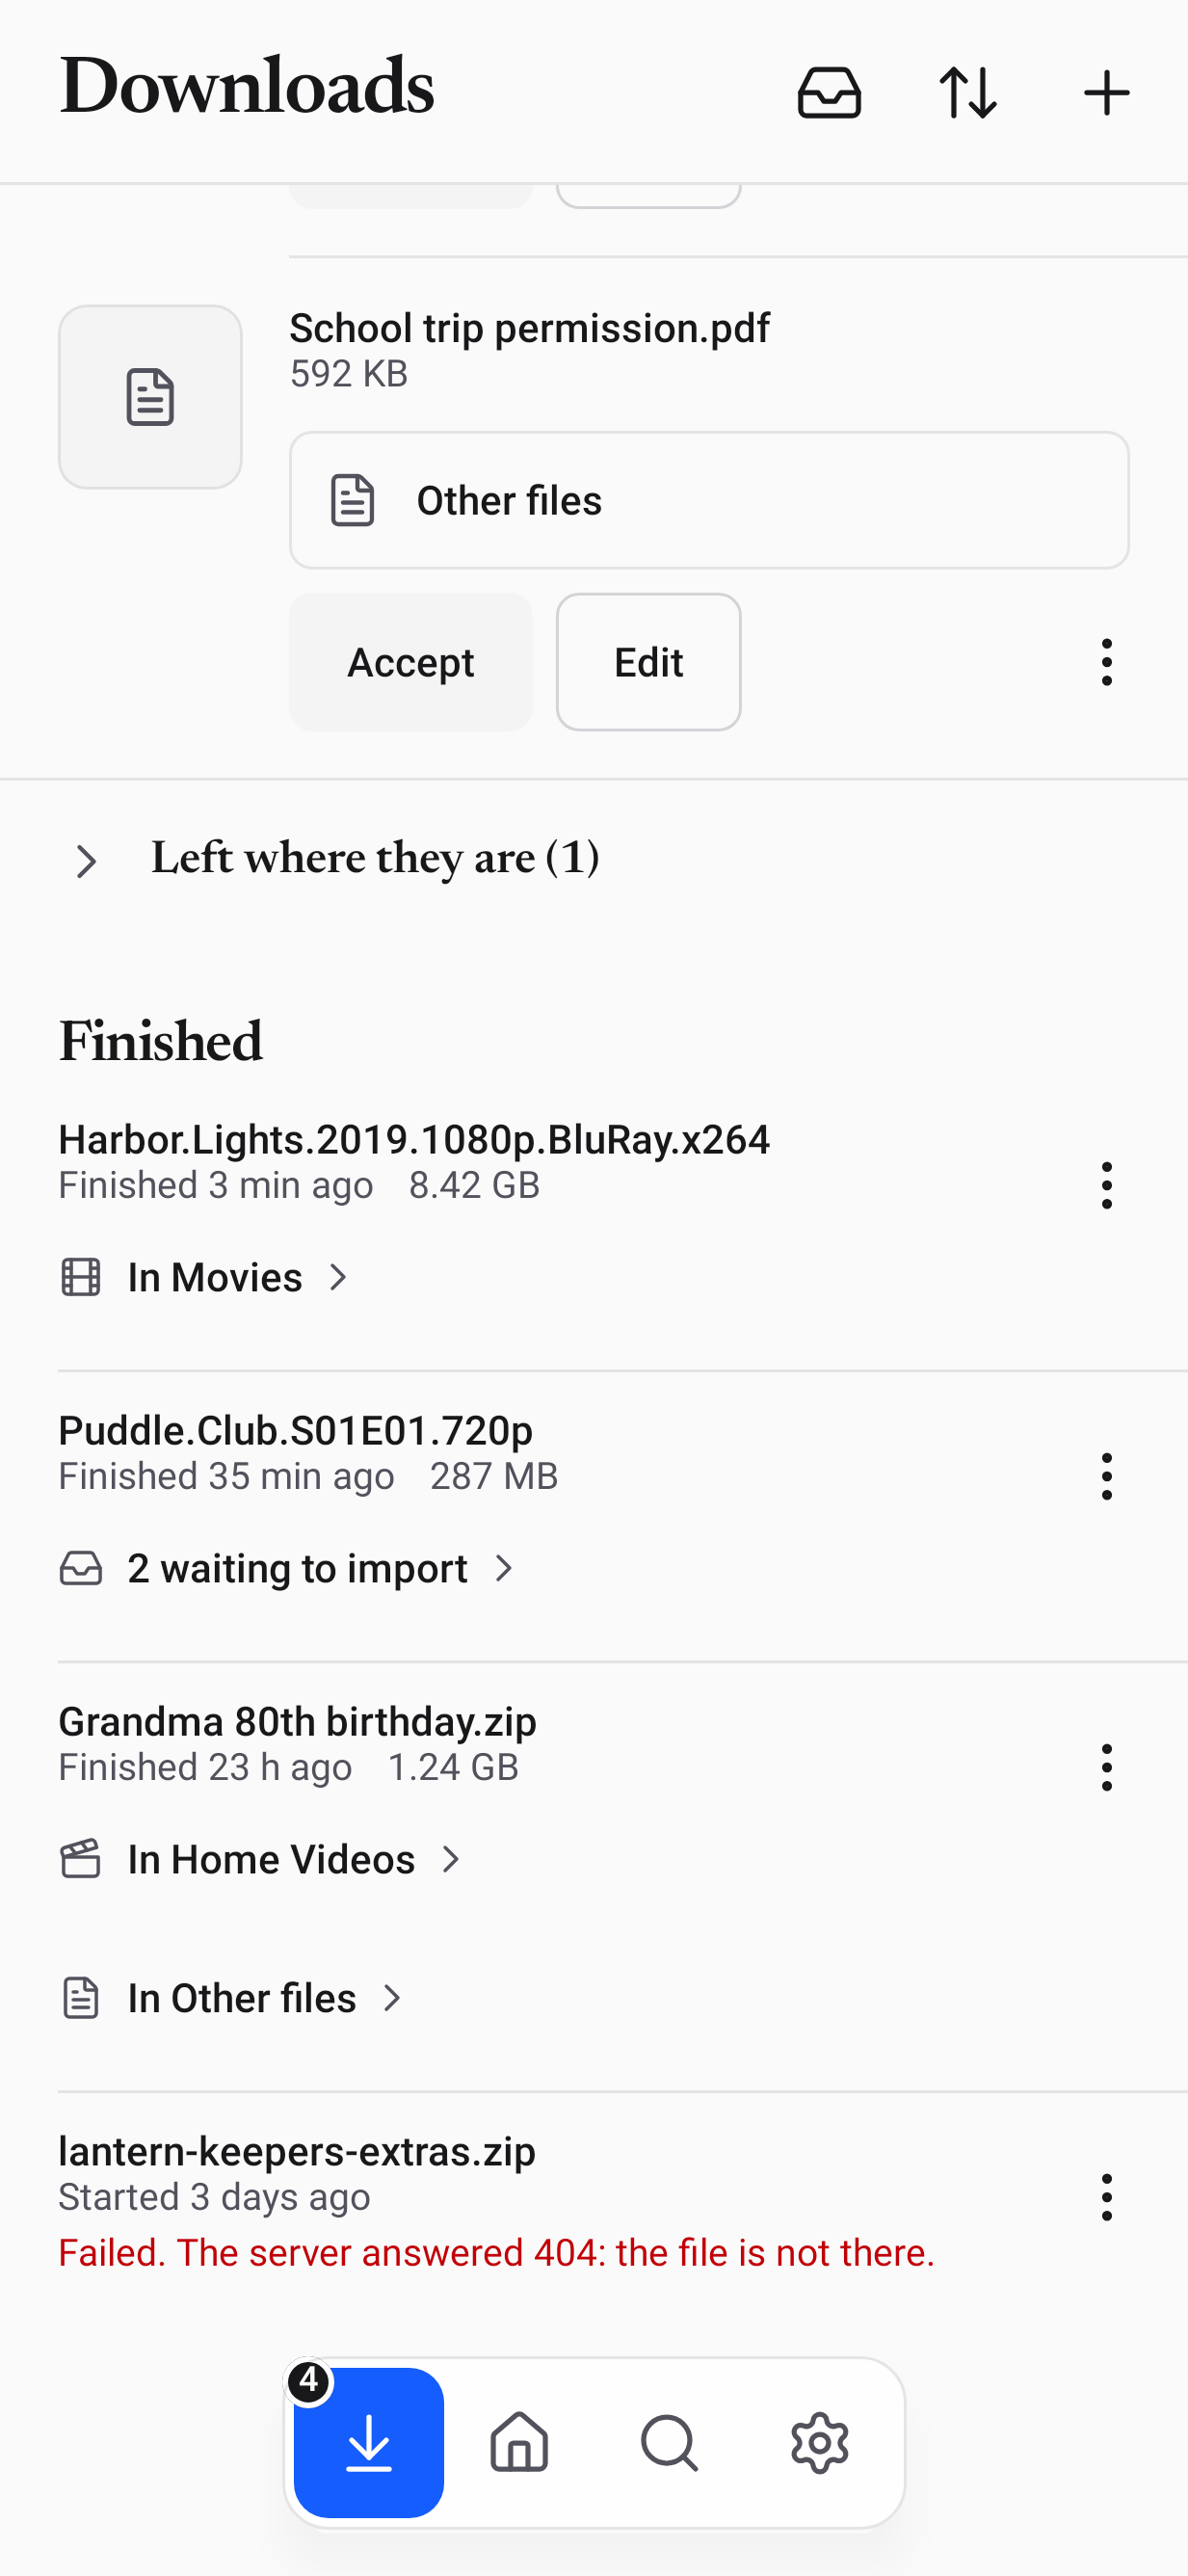 Downloads
School trip permission.pdf
592 KB
Other files
Accept
Edit
Left where they are (1)
Finished
Harbor.Lights.2019.1080p.BluRay.x264
Finished 3 min ago 8.42 GB
In Movies
Puddle.Club.S01E01.720p
Finished 35 min ago 287 MB
2 waiting to import
Grandma 80th birthday.zip
Finished 23 h ago 1.24 GB
In Home Videos
In Other files
lantern-keepers-extras.zip
Started 3 days ago
Failed. The server answered 404: the file is not there.
4